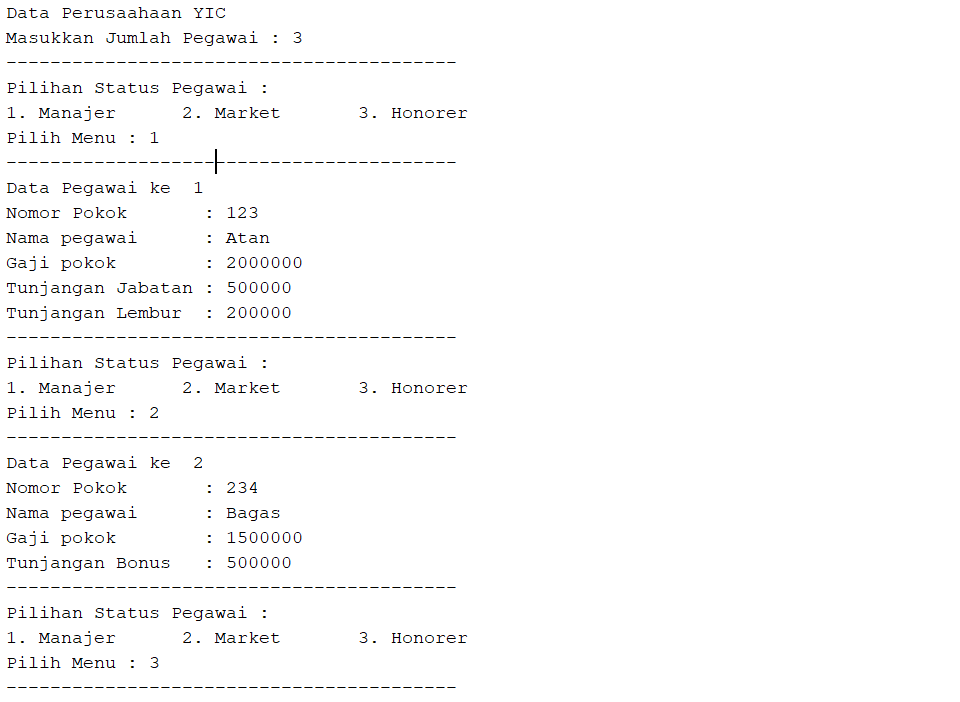 Data Perusaahaan YIC
Masukkan Jumlah Pegawai : 3
-----------------------------------------
Pilihan Status Pegawai :
1. Manajer      2. Market       3. Honorer
Pilih Menu : 1
-----------------------------------------
Data Pegawai ke  1
Nomor Pokok       : 123
Nama pegawai      : Atan
Gaji pokok        : 2000000
Tunjangan Jabatan : 500000
Tunjangan Lembur  : 200000
-----------------------------------------
Pilihan Status Pegawai :
1. Manajer      2. Market       3. Honorer
Pilih Menu : 2
-----------------------------------------
Data Pegawai ke  2
Nomor Pokok       : 234
Nama pegawai      : Bagas
Gaji pokok        : 1500000
Tunjangan Bonus   : 500000
-----------------------------------------
Pilihan Status Pegawai :
1. Manajer      2. Market       3. Honorer
Pilih Menu : 3
-----------------------------------------